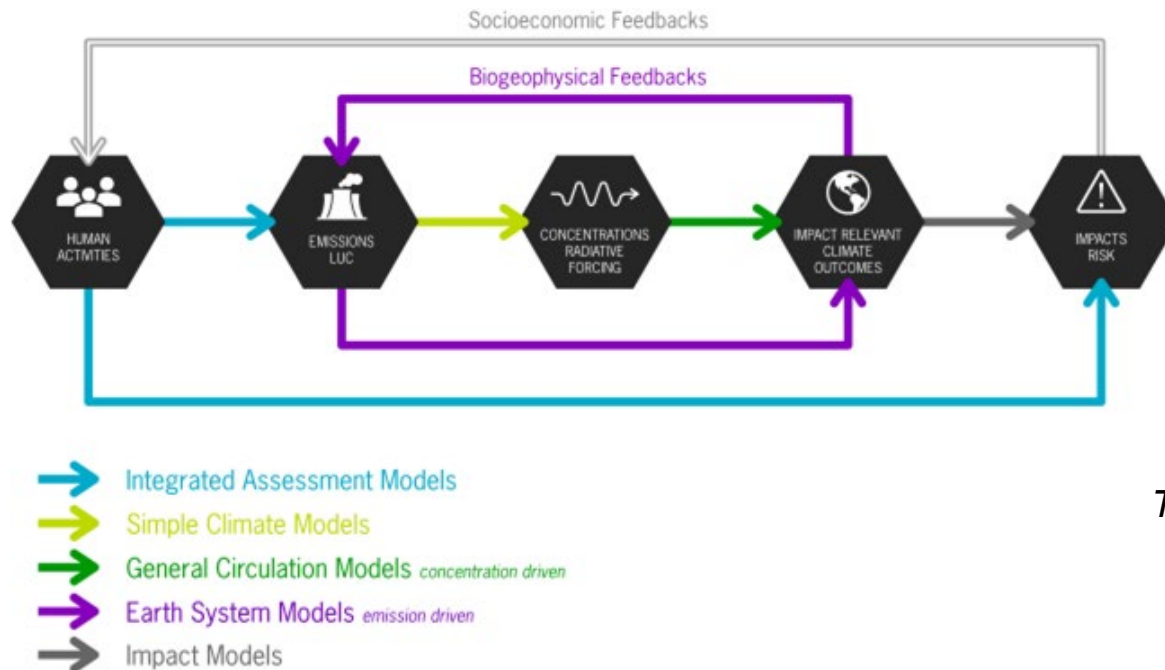 Socioeconomic Feedbacks
Biogeophysical Feedbacks
HUMAN
ACTIVITIES
EMISSIONS
LUC
CONCENTRATIONS
RADIATIVE
FORCING
IMPACT RELEVANT
CLIMATE
OUTCOMES
IMPACTS
RISK
Integrated Assessment Models
Simple Climate Models
General Circulation Models concentration driven
Earth System Models emission driven
Impact Models
T